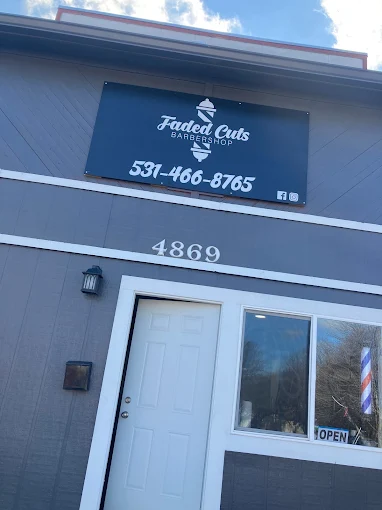 Faded Cuts
BARBERSHOP
531-466-8765
4869
OPEN